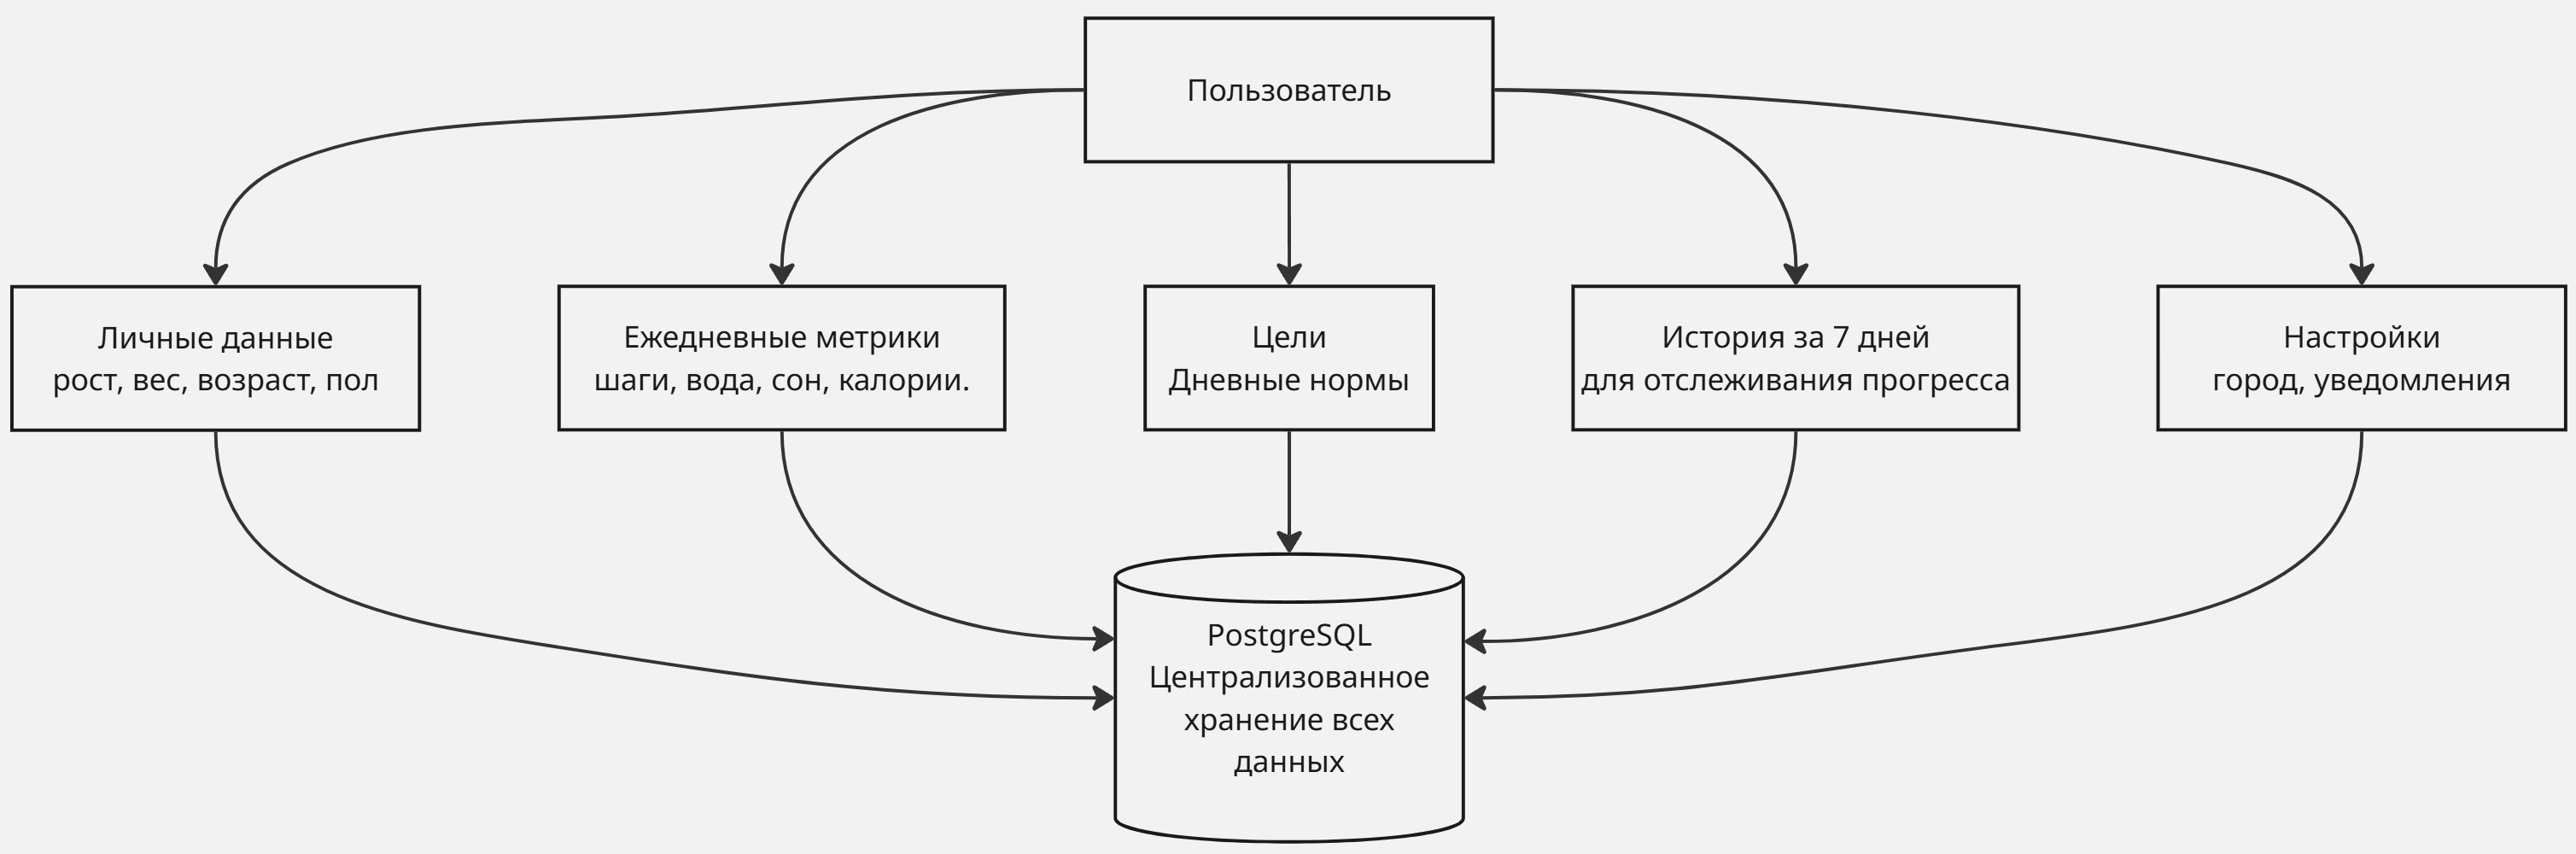 Пользователь
Личные данные
рост, вес, возраст, пол
Ежедневные метрики
шаги, вода, сон, калории.
Цели
Дневные нормы
История за 7 дней
для отслеживания прогресса
Настройки
город, уведомления
PostgreSQL
Централизованное
хранение всех
данных